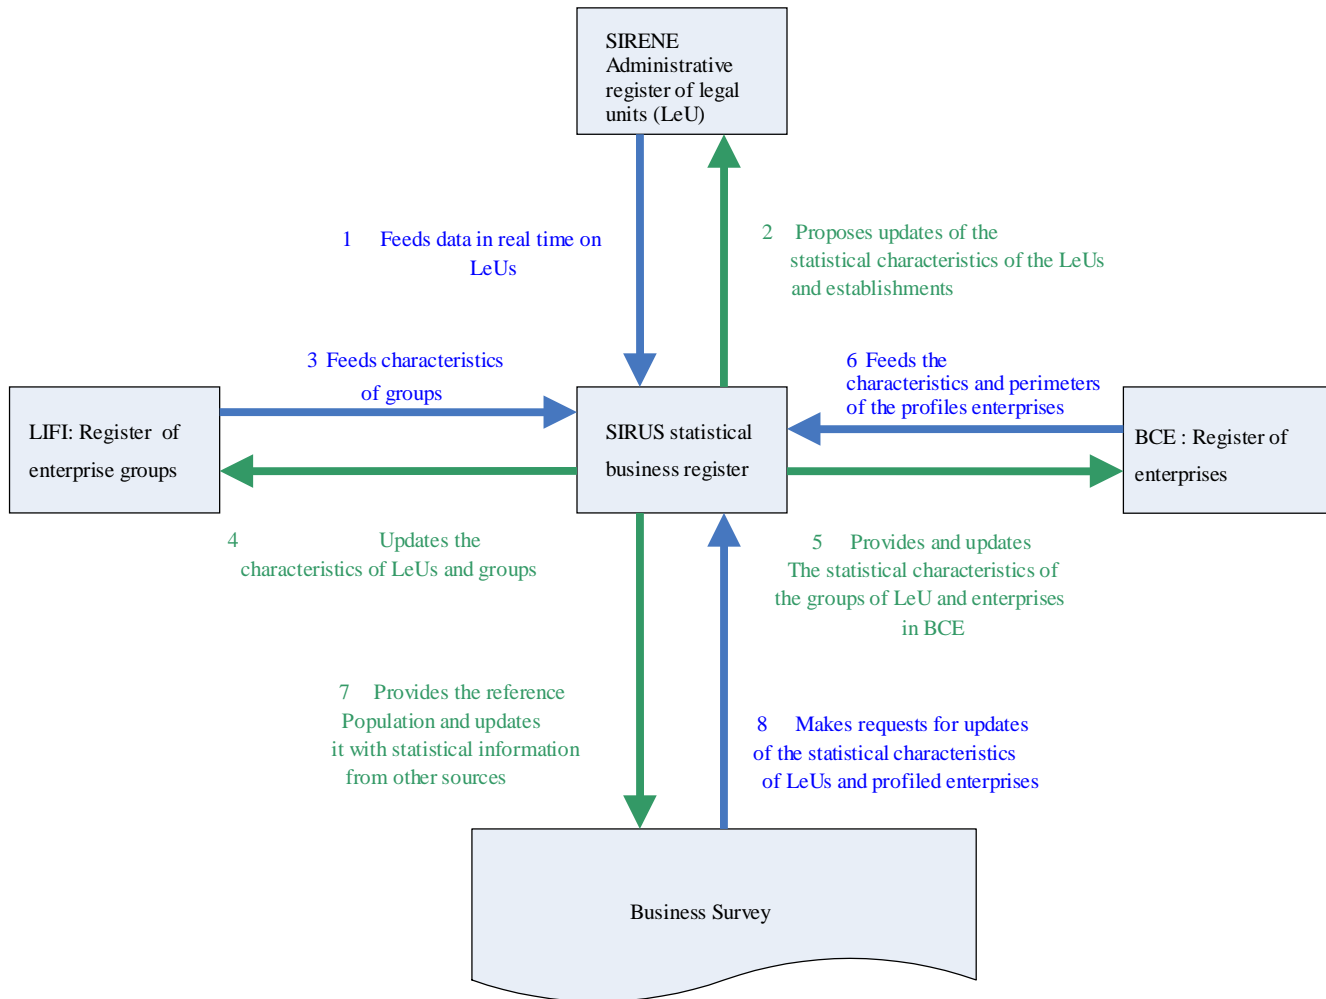 SIRENE
Administrative
register of legal
units (LeU)
1 Feeds data in real time on
LeUs
2 Proposes updates of the
statistical characteristics of the LeUs
and establishments
3 Feeds characteristics
of groups
6 Feeds the
characteristics and perimeters
of the profiles enterprises
LIFI: Register of
enterprise groups
SIRUS statistical
business register
BCE : Register of
enterprises
4 Updates the
characteristics of LeUs and groups
5 Provides and updates
The statistical characteristics of
the groups of LeU and enterprises
in BCE
7 Provides the reference
Population and updates
it with statistical information
from other sources
8 Makes requests for updates
of the statistical characteristics
of LeUs and profiled enterprises
Business Survey